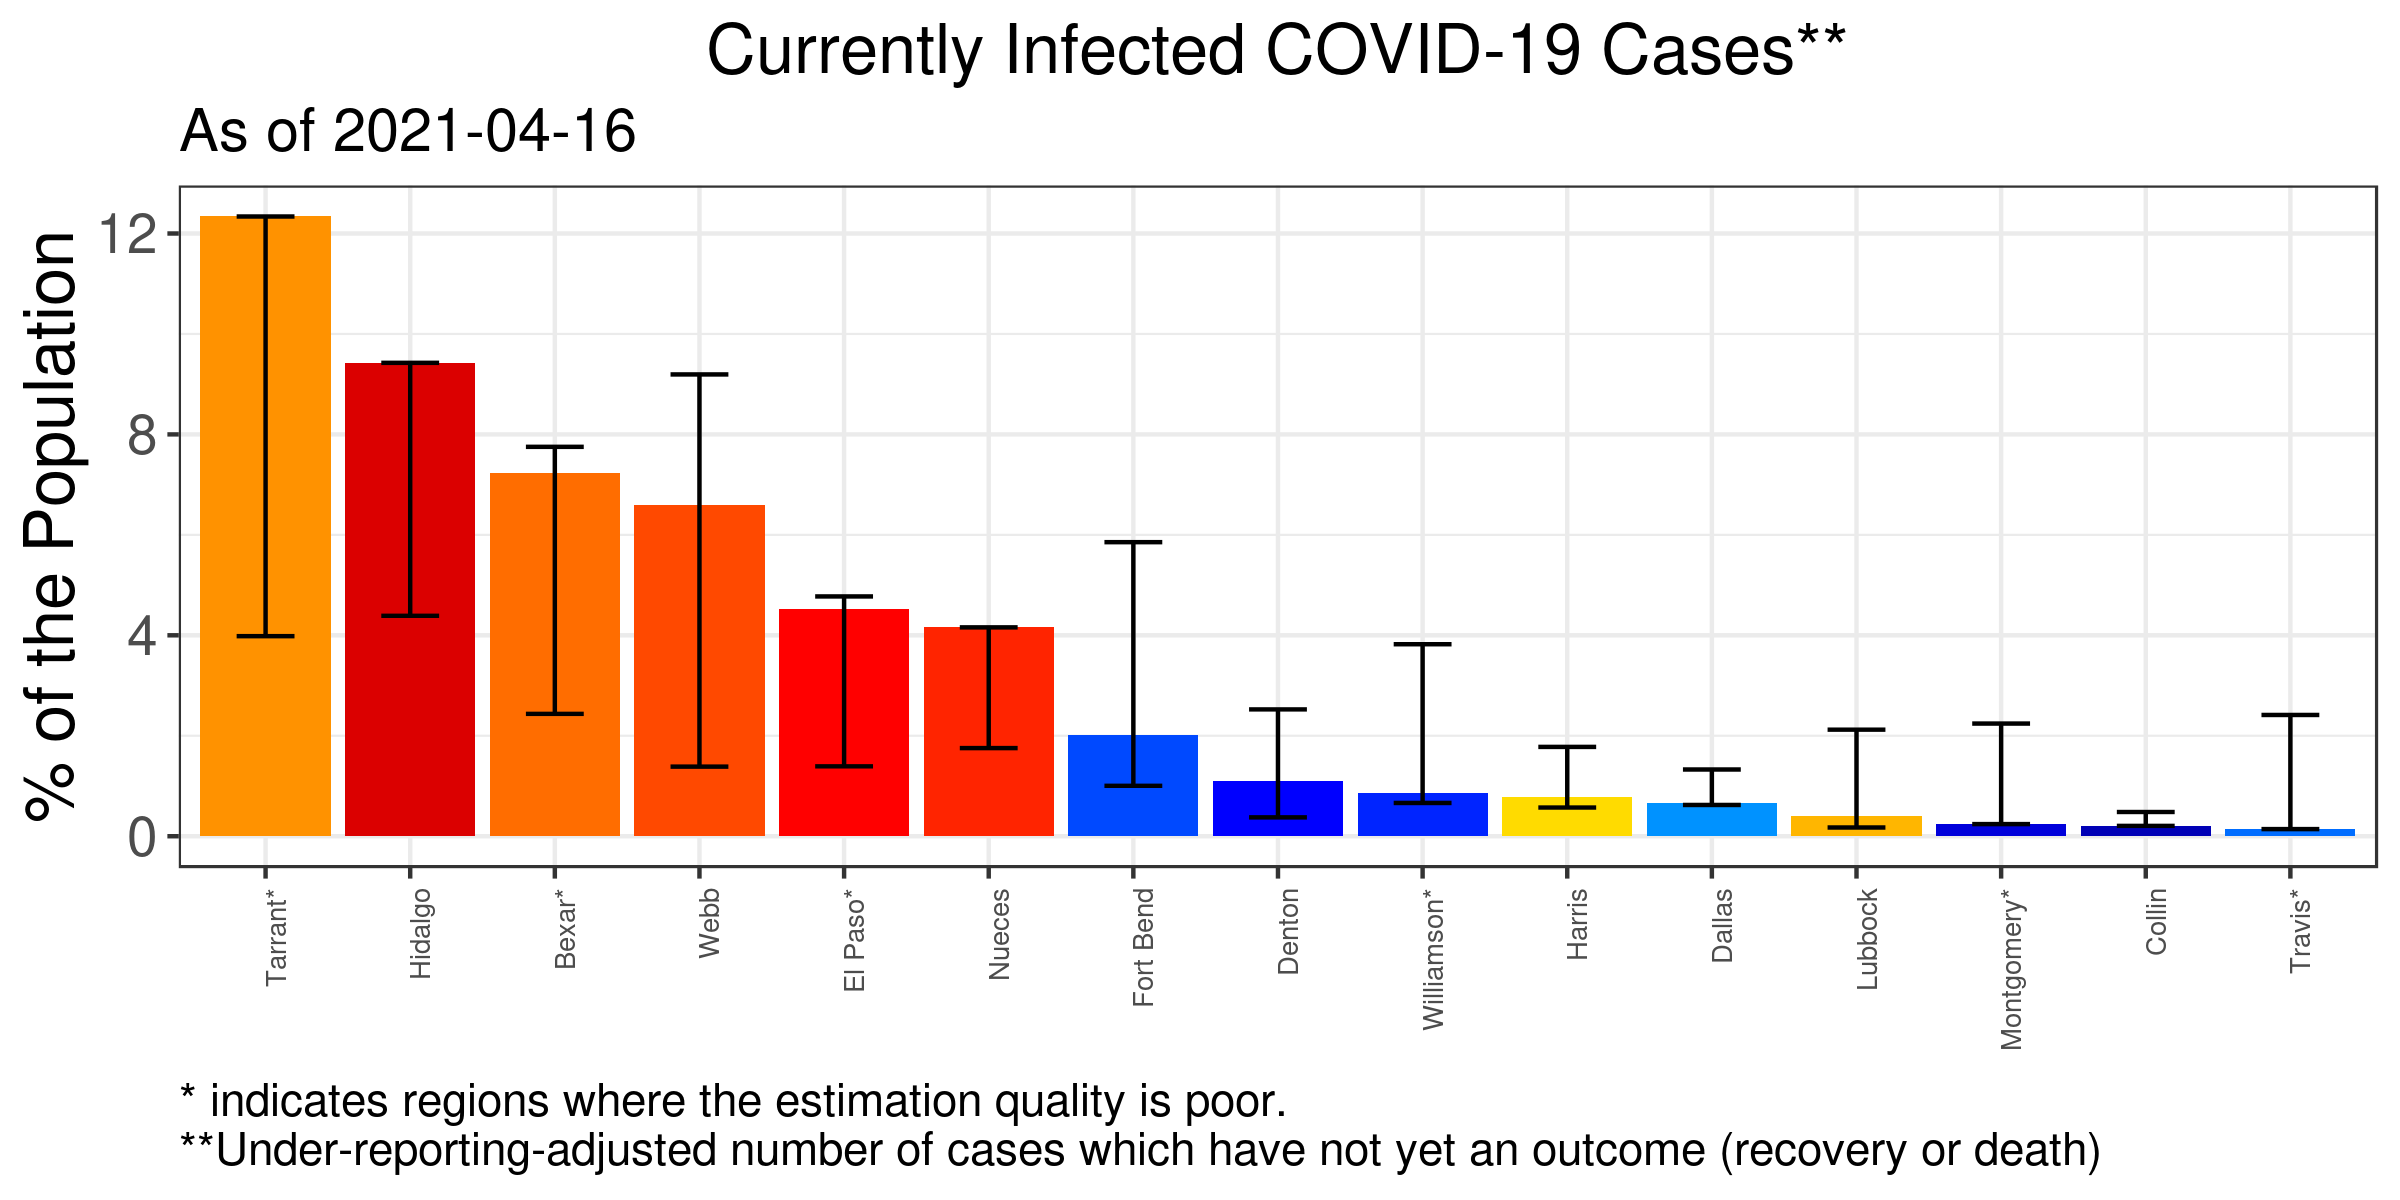 Currently Infected COVID-19 Cases**
As of 2021-04-16
% of the Population
12
8
4
0
Tarrant*
Hidalgo
Bexar*
Webb
El Paso*
Nueces
Fort Bend
Denton
Williamson*
Harris
Dallas
Lubbock
Montgomery*
Collin
Travis*
* indicates regions where the estimation quality is poor.
**Under-reporting-adjusted number of cases which have not yet an outcome (recovery or death)